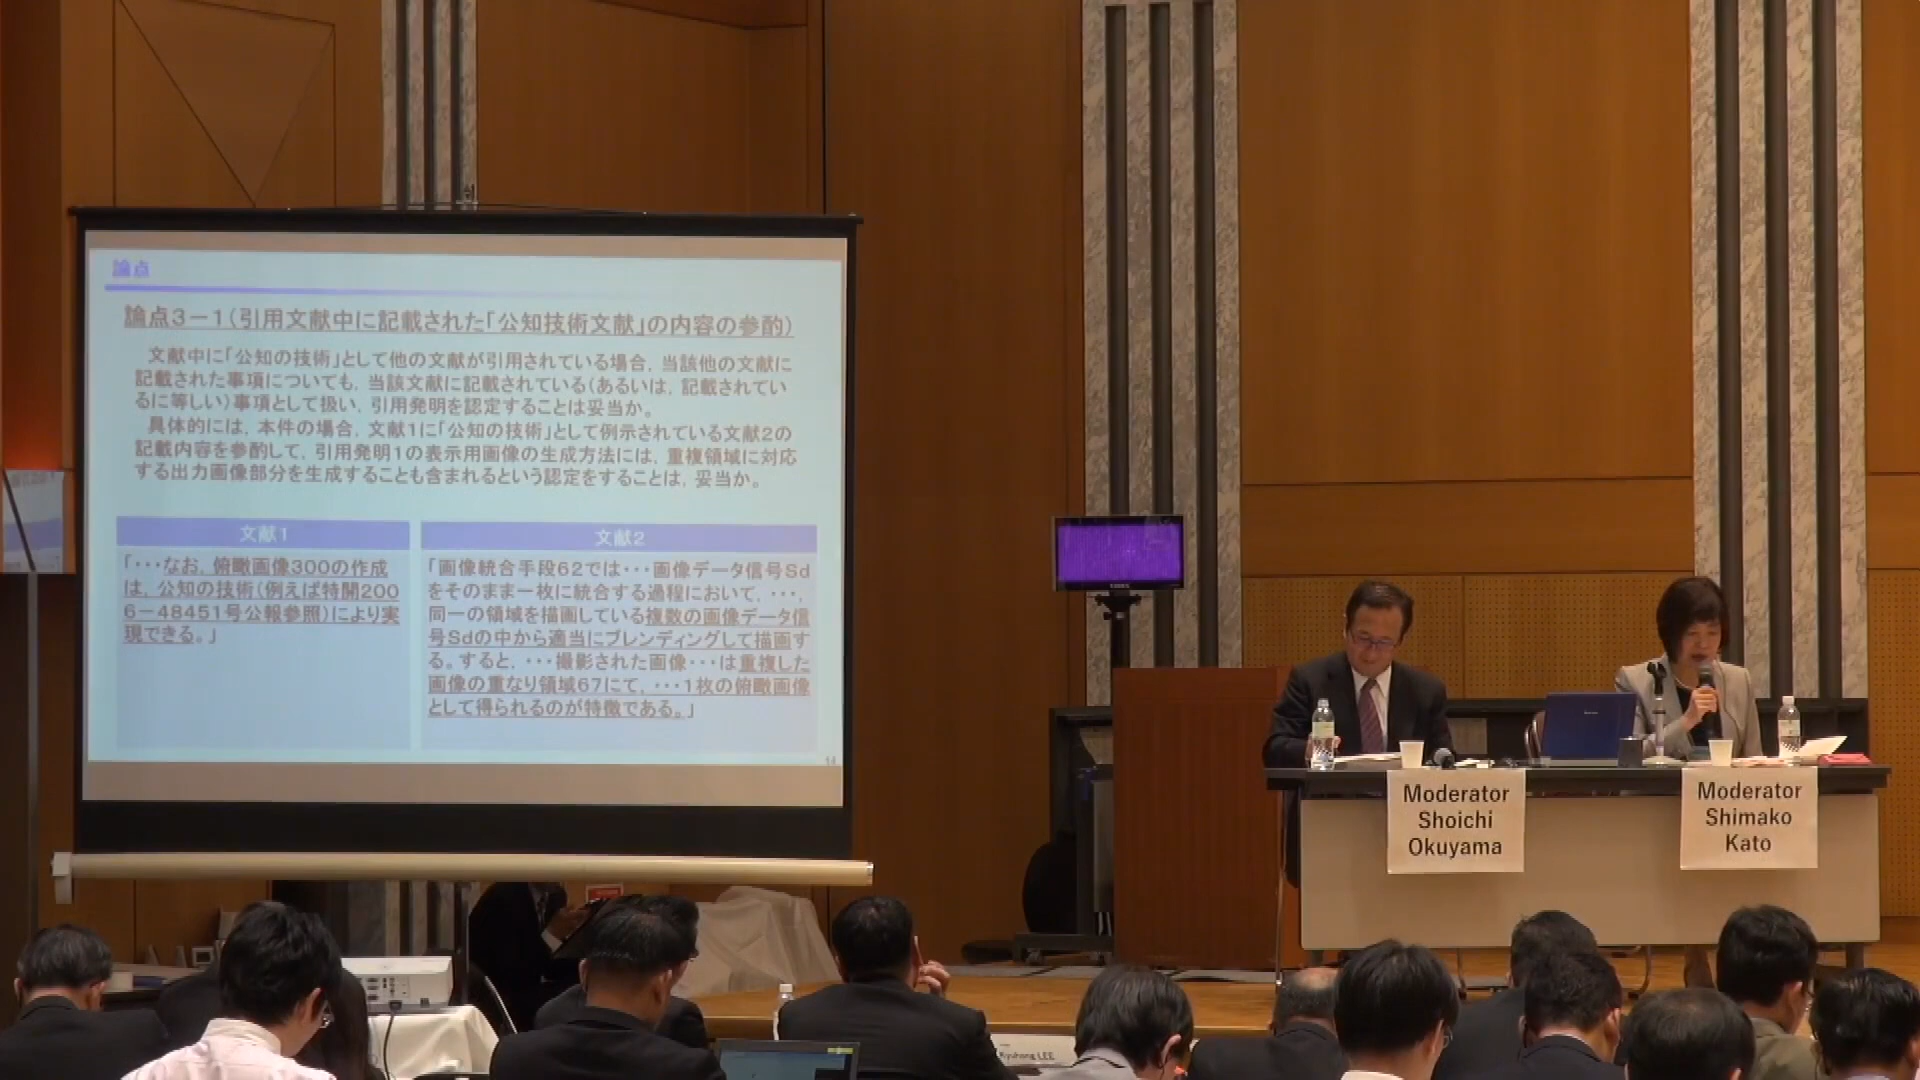 論点
論点3-1(引用文献中に記載された「公知技術文献」の内容の参酌)
文献中に「公知の技術」として他の文献が引用されている場合，当該他の文献に
記載された事項についても，当該文献に記載されている(あるいは，記載されてい
るに等しい)事項として扱い，引用発明を認定することは妥当か。
具体的には，本件の場合，文献1に「公知の技術」として例示されている文献2の
記載内容を参酌して，引用発明1の表示用画像の生成方法には，重複領域に対応
する出力画像部分を生成することも含まれるという認定をすることは，妥当か。
文献1
「・・・なお，俯瞰画像300の作成
は，公知の技術(例えば特開200
6-48451号公報参照)により実
現できる。」
文献2
「画像統合手段62では・・・画像データ信号Sd
をそのまま一枚に統合する過程において，・・・，
同一の領域を描画している複数の画像データ信
号Sdの中から適当にブレンディングして描画す
る。すると，・・・撮影された画像・・・は重複した
画像の重なり領域67にて，・・・1枚の俯瞰画像
として得られるのが特徴である。」
14
Moderator
Shoichi
Okuyama
Moderator
Shimako
Kato
Kyuhong LEE